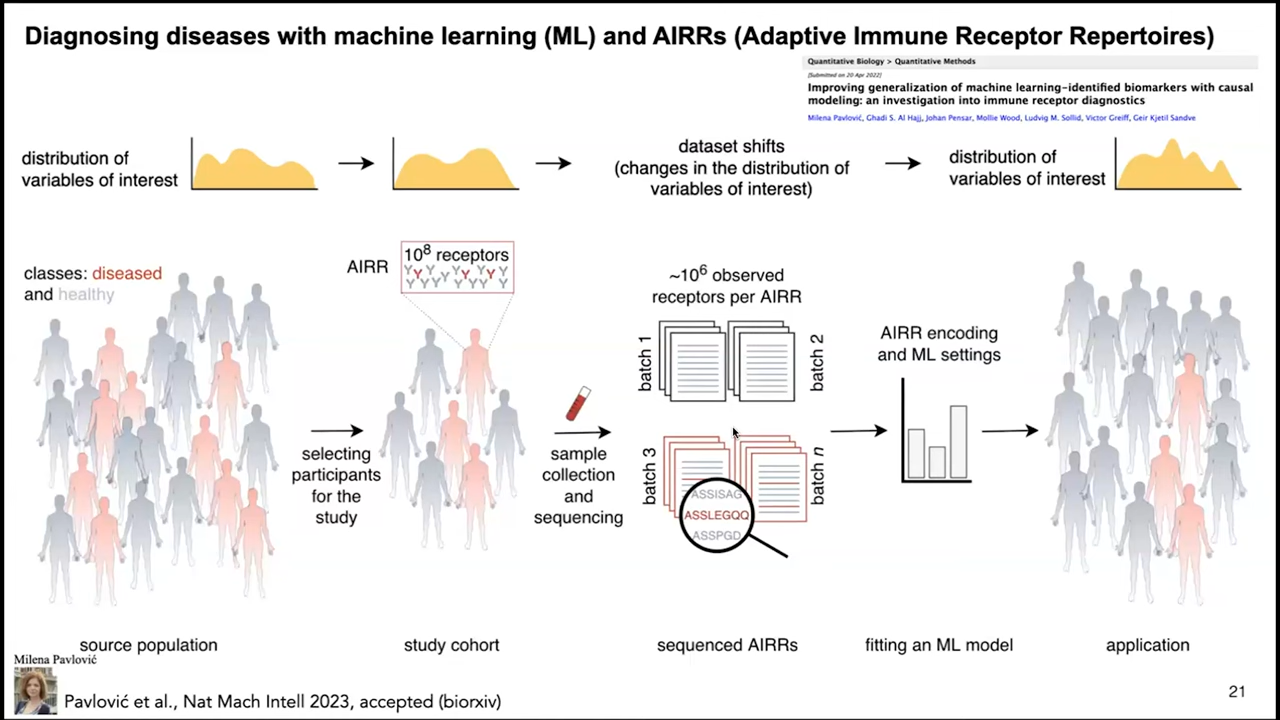 Diagnosing diseases with machine learning (ML) and AIRRs (Adaptive Immune Receptor Repertoires)
Quantitative Biology > Quantitative Methods
[Submitted on 20 Apr 2022]
Improving generalization of machine learning-identified biomarkers with causal
modeling: an investigation into immune receptor diagnostics
Milena Pavlović, Ghadi S. Al Hajj, Johan Pensar, Mollie Wood, Ludvig M. Sollid, Victor Greiff, Geir Kjetil Sandve
distribution of
variables of interest
dataset shifts
(changes in the distribution of
variables of interest)
distribution of
variables of interest
classes: diseased
and healthy
AIRR
10⁸ receptors
~10⁶ observed
receptors per AIRR
batch 1
batch 2
batch 3
batch n
ASSISAG
ASSLEGQQ
ASSPGD
AIRR encoding
and ML settings
selecting
participants
for the
study
sample
collection
and
sequencing
source population
study cohort
sequenced AIRRs
fitting an ML model
application
Milena Pavlović
Pavlović et al., Nat Mach Intell 2023, accepted (biorxiv)
21